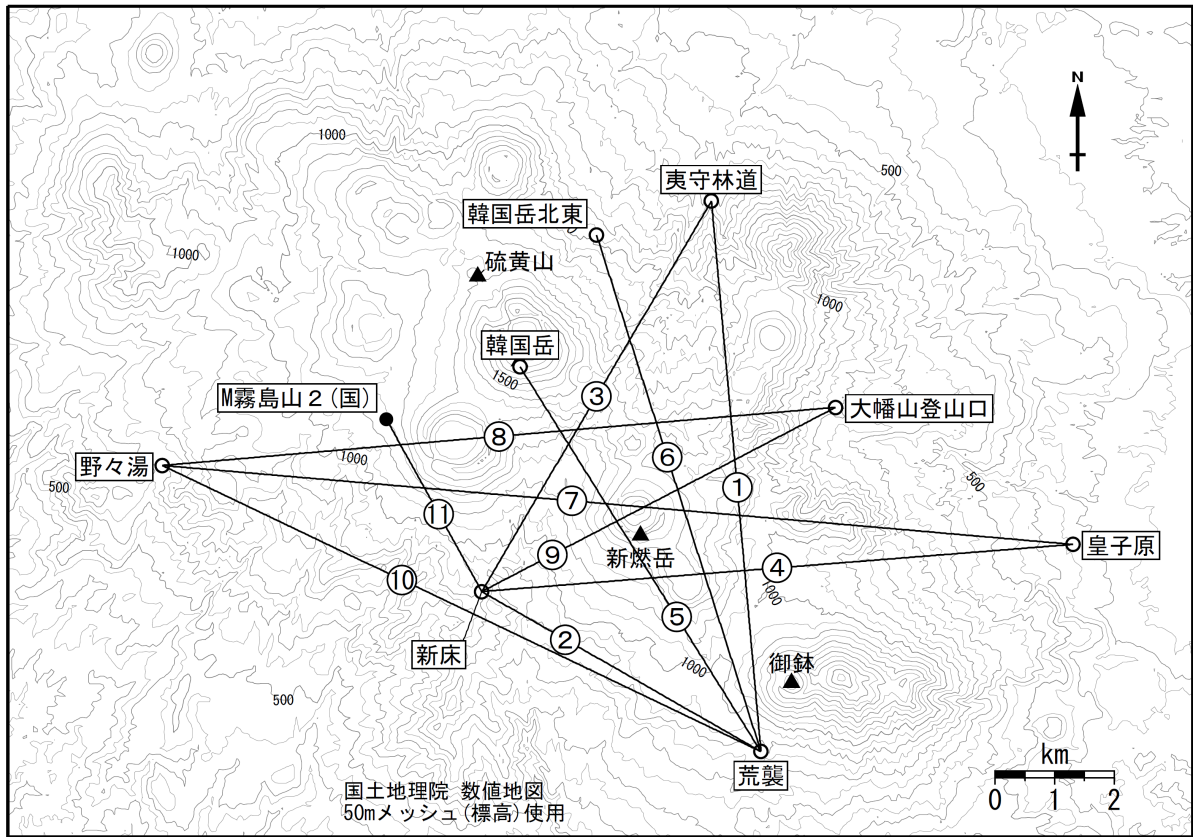 N
1000
500
夷守林道
韓国岳北東
1000
硫黄山
1000
韓国岳
1500
M霧島山2(国)
③
大幡山登山口
⑧
1000
⑥
野々湯
500
⑦
①
500
⑪
皇子原
新燃岳
⑨
④
⑩
1000
⑤
②
新床
1000
御鉢
500
km
荒襲
0 1 2
国土地理院 数値地図
50mメッシュ(標高)使用